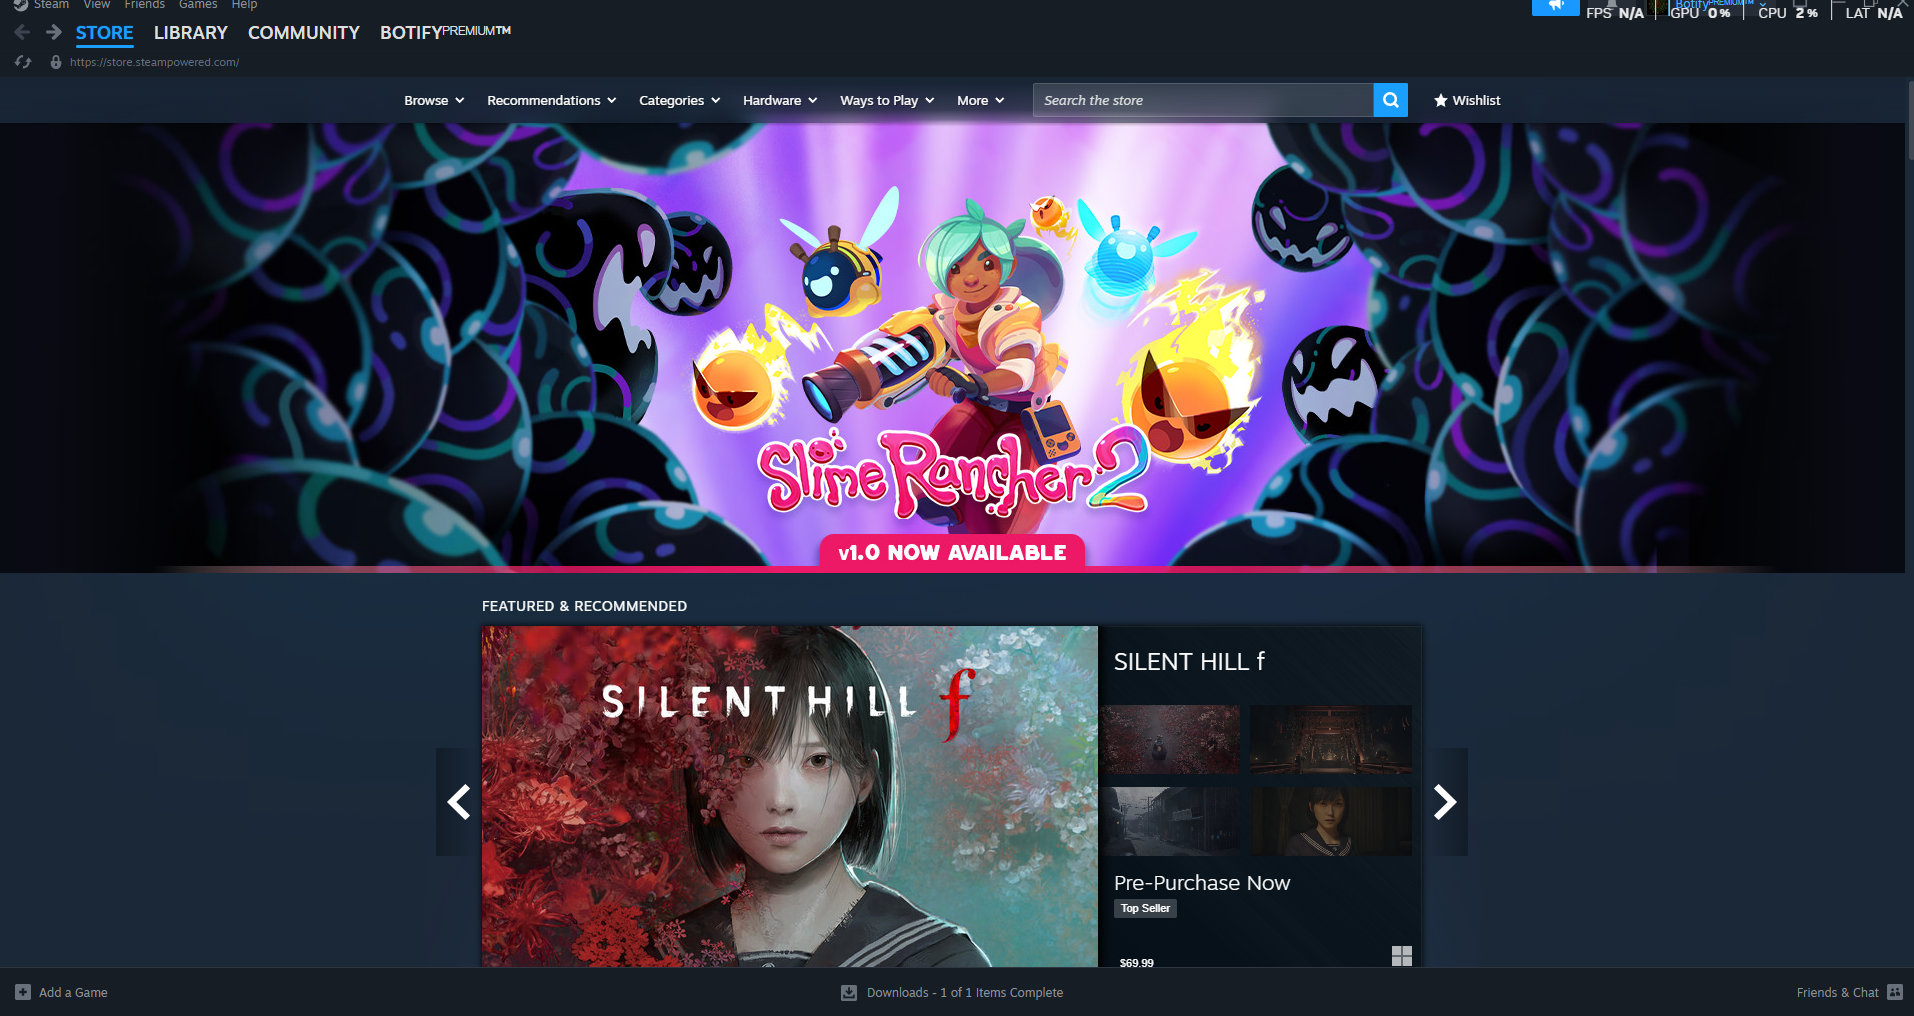 Steam View Friends Games Help
BotifyPREMIUM™
FPS N/A GPU 0% CPU 2% LAT N/A
STORE LIBRARY COMMUNITY BOTIFYPREMIUM™
https://store.steampowered.com/
Browse Recommendations Categories Hardware Ways to Play More Search the store Wishlist
Slime Rancher 2
v1.0 NOW AVAILABLE
FEATURED & RECOMMENDED
SILENT HILL f
SILENT HILL f
Pre-Purchase Now
Top Seller
$69.99
Add a Game Downloads - 1 of 1 Items Complete Friends & Chat